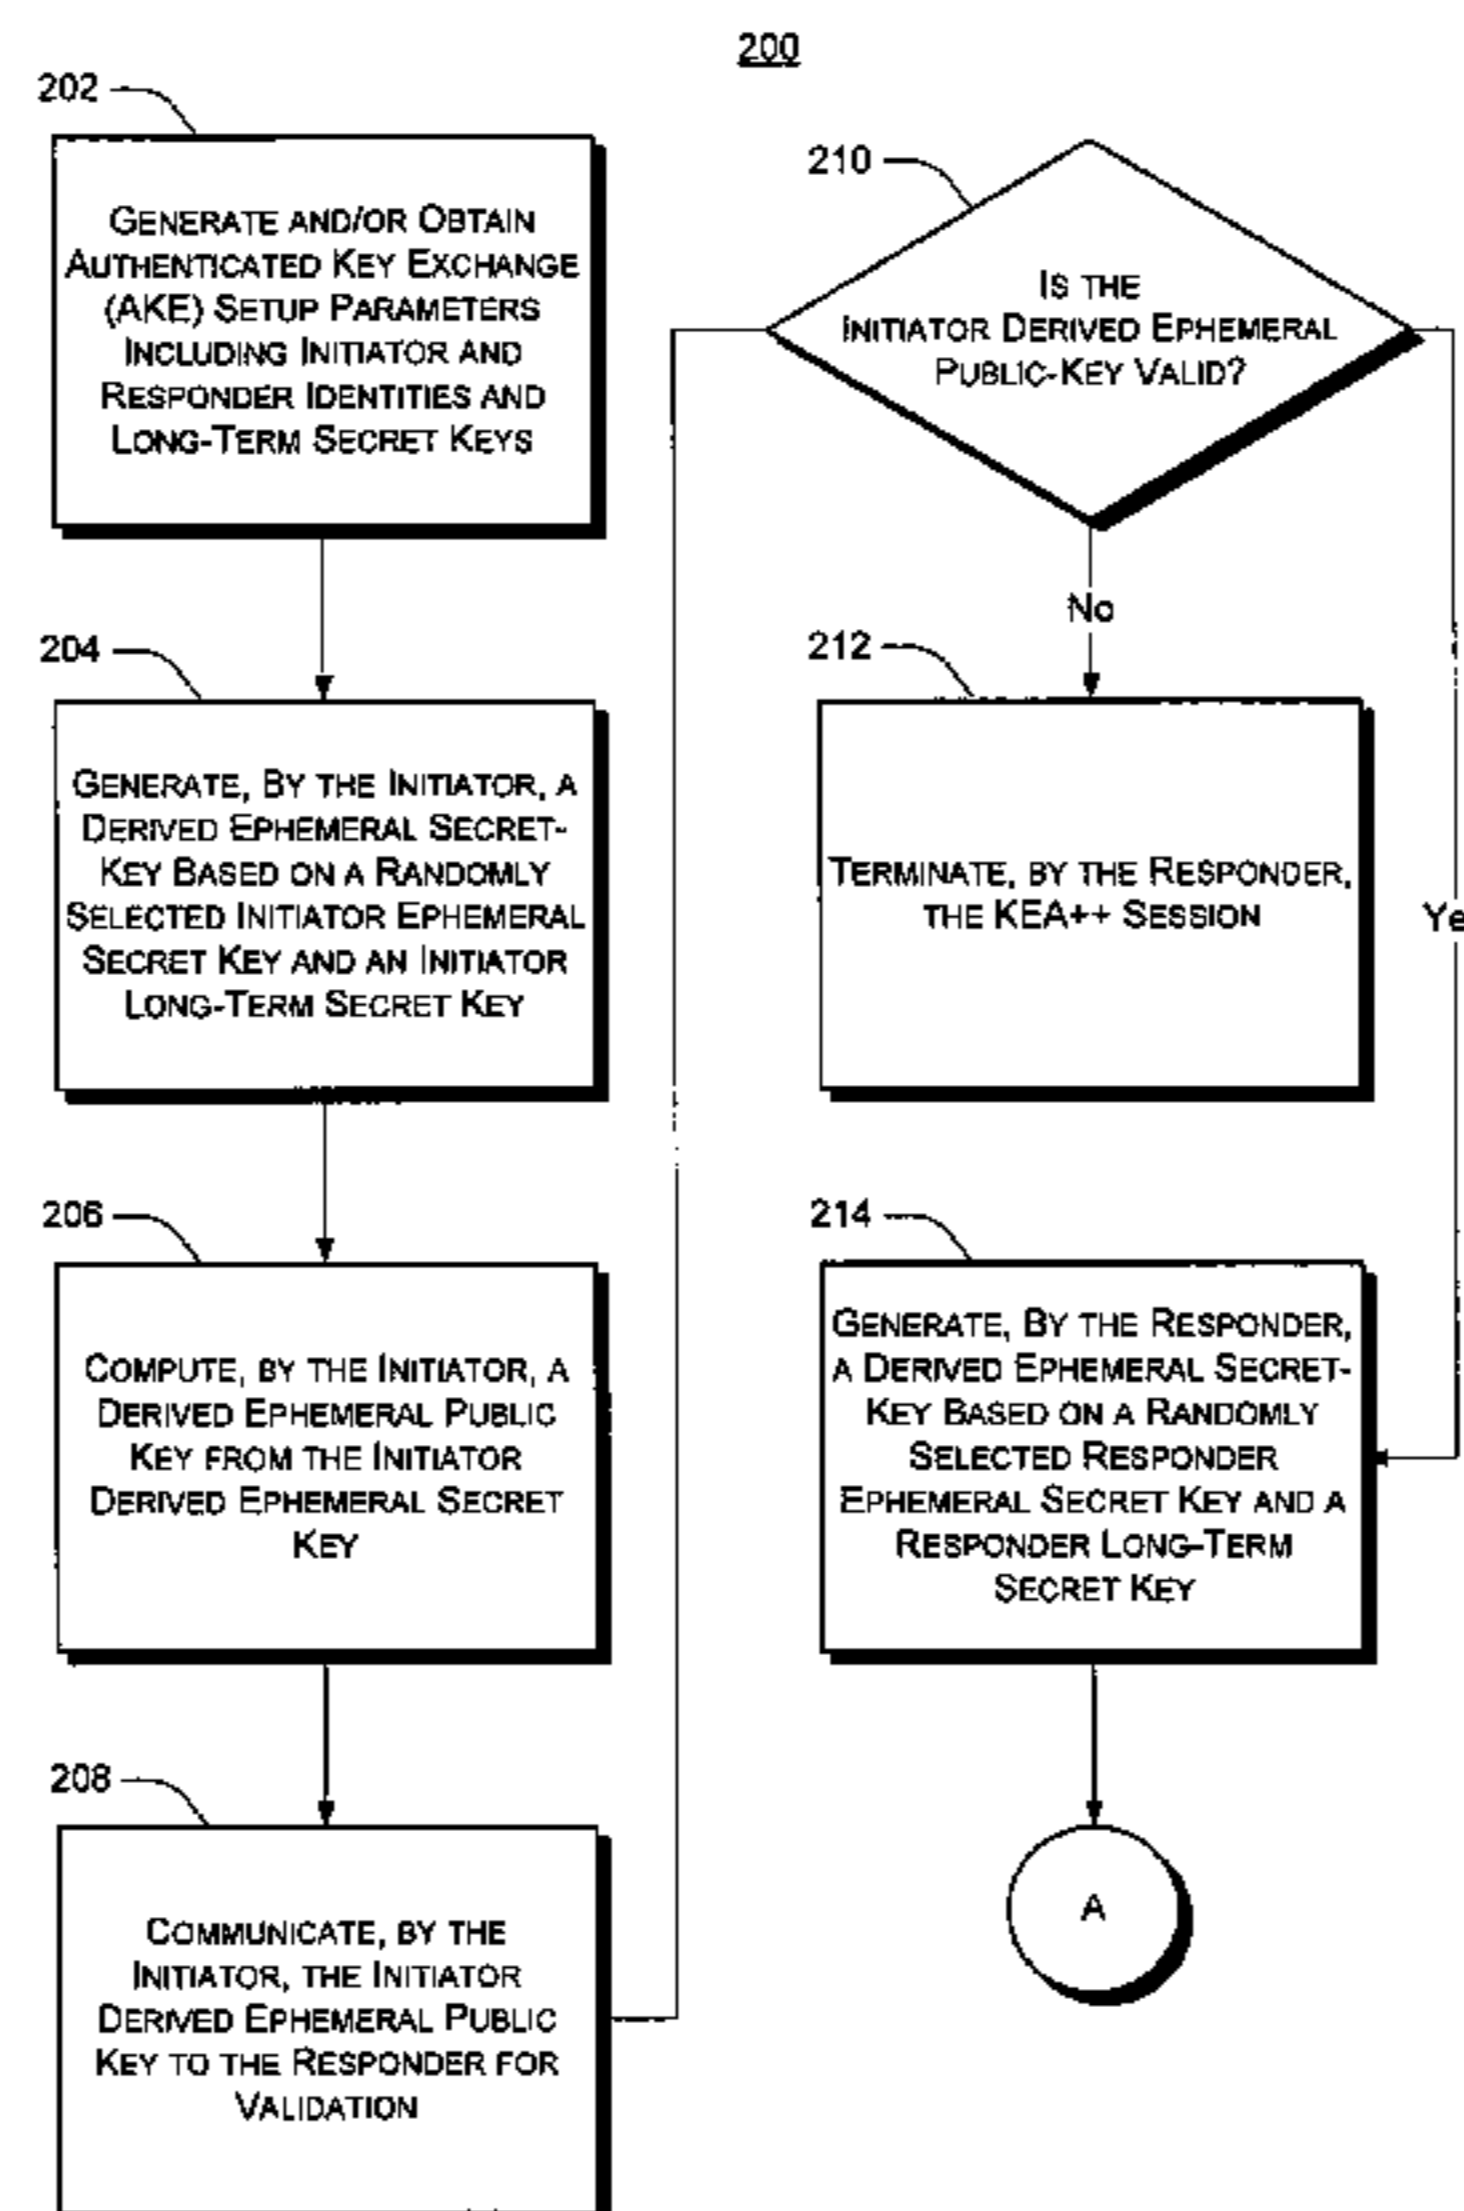 200
202
GENERATE AND/OR OBTAIN
AUTHENTICATED KEY EXCHANGE
(AKE) SETUP PARAMETERS
INCLUDING INITIATOR AND
RESPONDER IDENTITIES AND
LONG-TERM SECRET KEYS
204
GENERATE, BY THE INITIATOR, A
DERIVED EPHEMERAL SECRET-
KEY BASED ON A RANDOMLY
SELECTED INITIATOR EPHEMERAL
SECRET KEY AND AN INITIATOR
LONG-TERM SECRET KEY
206
COMPUTE, BY THE INITIATOR, A
DERIVED EPHEMERAL PUBLIC
KEY FROM THE INITIATOR
DERIVED EPHEMERAL SECRET
KEY
208
COMMUNICATE, BY THE
INITIATOR, THE INITIATOR
DERIVED EPHEMERAL PUBLIC
KEY TO THE RESPONDER FOR
VALIDATION
210
IS THE
INITIATOR DERIVED EPHEMERAL
PUBLIC-KEY VALID?
No
212
TERMINATE, BY THE RESPONDER,
THE KEA++ SESSION
Ye
214
GENERATE, BY THE RESPONDER,
A DERIVED EPHEMERAL SECRET-
KEY BASED ON A RANDOMLY
SELECTED RESPONDER
EPHEMERAL SECRET KEY AND A
RESPONDER LONG-TERM
SECRET KEY
A